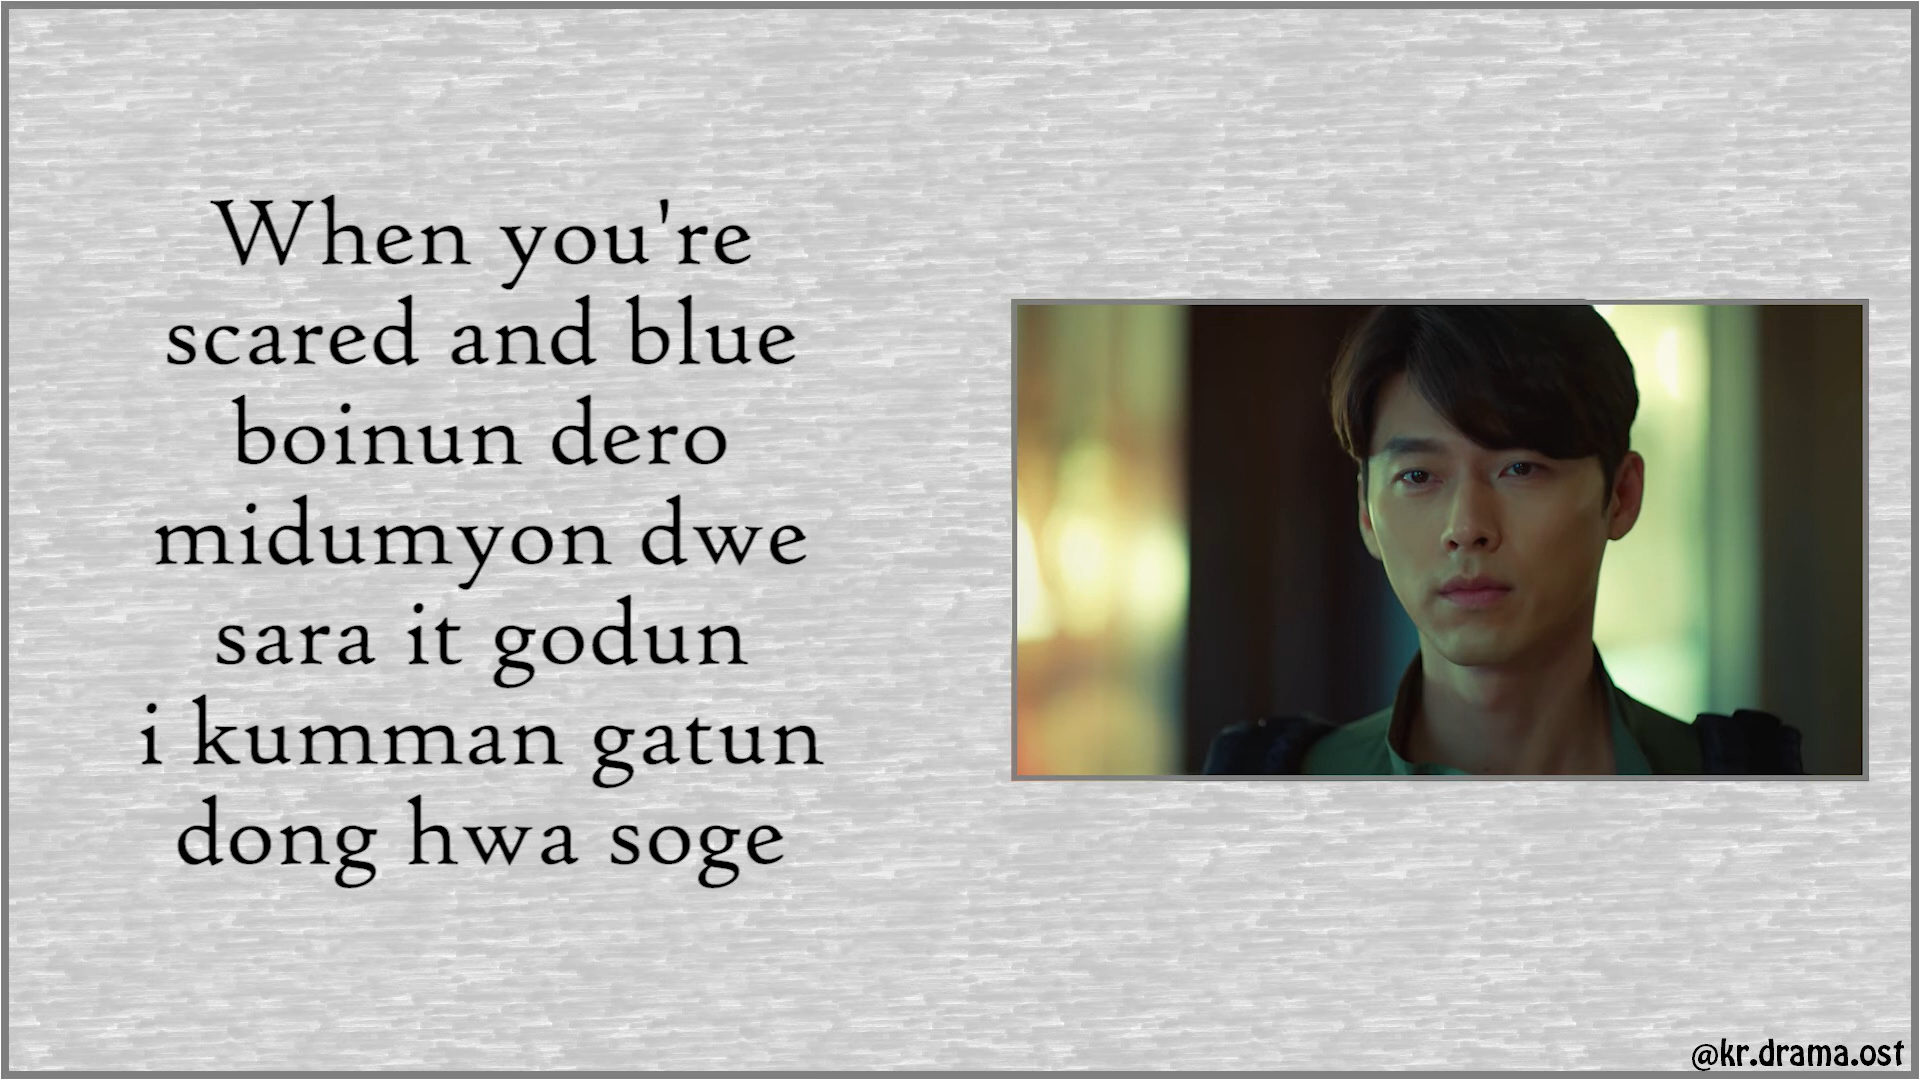 When you're
scared and blue
boinun dero
midumyon dwe
sara it godun
i kumman gatun
dong hwa soge
@kr.drama.ost